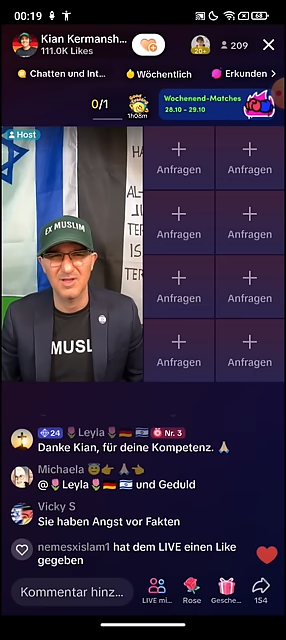 00:19
68
Kian Kermansh...
111.0K Likes
20+
209
Chatten und Int...
Wöchentlich
Erkunden
0/1
1h08m
Wochenend-Matches
28.10 - 29.10
Host
EX MUSLIM
MUSL
Anfragen
Anfragen
Anfragen
Anfragen
Anfragen
Anfragen
Anfragen
Anfragen
24 🌷Leyla🌷🇩🇪🇮🇱 Nr. 3
Danke Kian, für deine Kompetenz. 🙏🏻
Michaela 😇👉🙏👈
@🌷Leyla🌷🇩🇪🇮🇱 und Geduld
Vicky S
Sie haben Angst vor Fakten
nemesxislam1 hat dem LIVE einen Like
gegeben
Kommentar hinz...
LIVE mi...
Rose
Gesche...
154